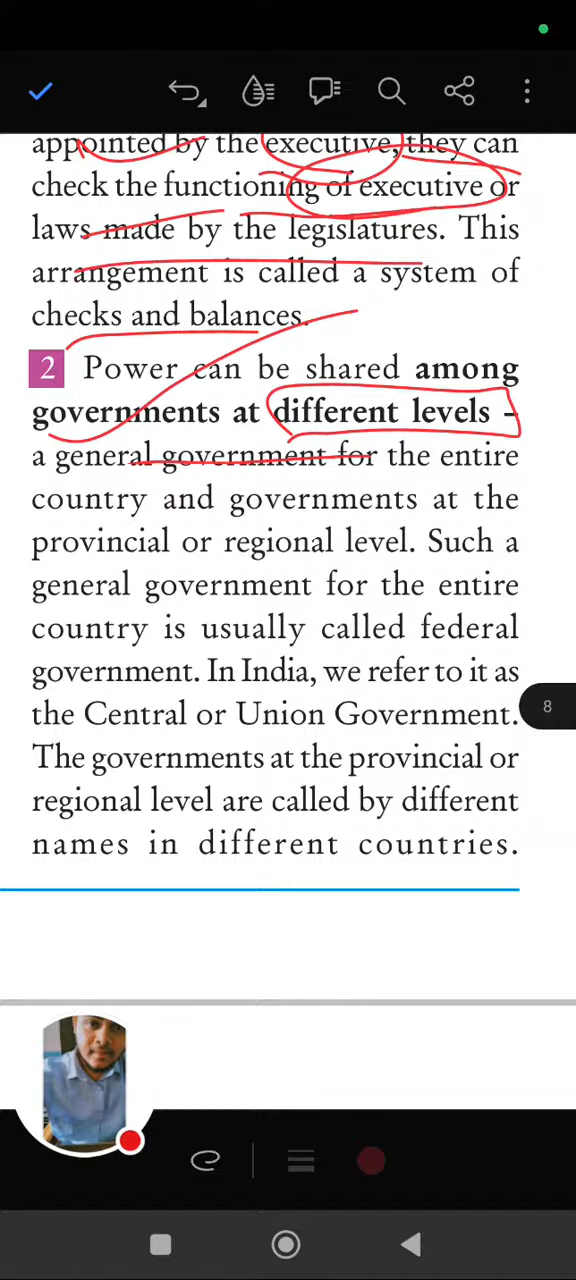 appointed by the executive, they can
check the functioning of executive or
laws made by the legislatures. This
arrangement is called a system of
checks and balances.
2 Power can be shared among
governments at different levels –
a general government for the entire
country and governments at the
provincial or regional level. Such a
general government for the entire
country is usually called federal
government. In India, we refer to it as
the Central or Union Government.
The governments at the provincial or
regional level are called by different
names in different countries.
8